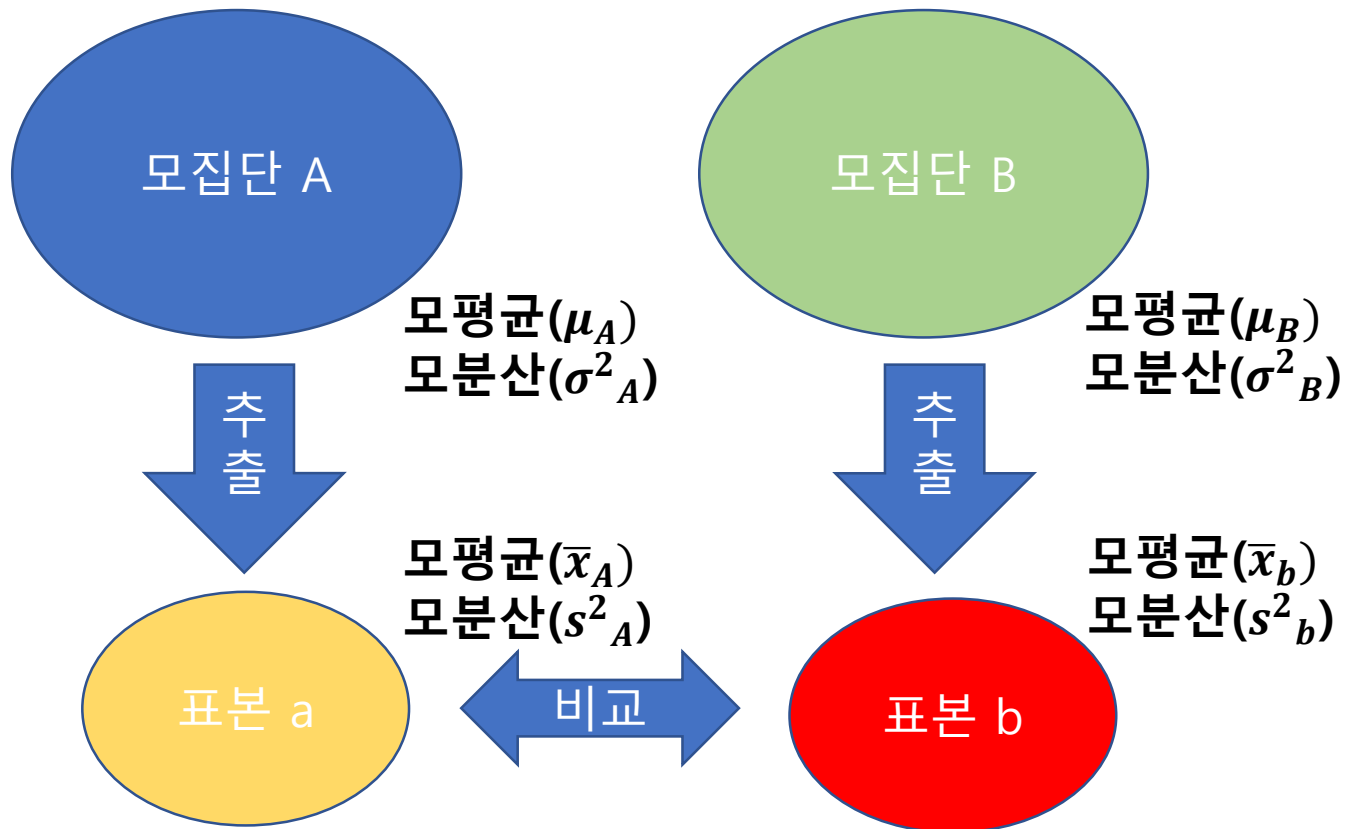 모집단 A
모집단 B
모평균(μ_A)
모분산(σ²_A)
모평균(μ_B)
모분산(σ²_B)
추
출
추
출
모평균(x̅_A)
모분산(s²_A)
모평균(x̅_b)
모분산(s²_b)
표본 a
비교
표본 b